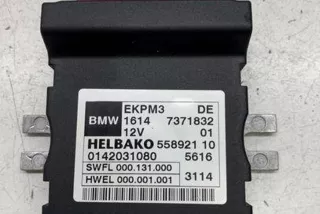 EKPM3 DE
BMW 1614 7371832
12V 01
HELBAKO 558921 10
0142031080 5616
SWFL 000.131.000
HWEL 000.001.001 3114